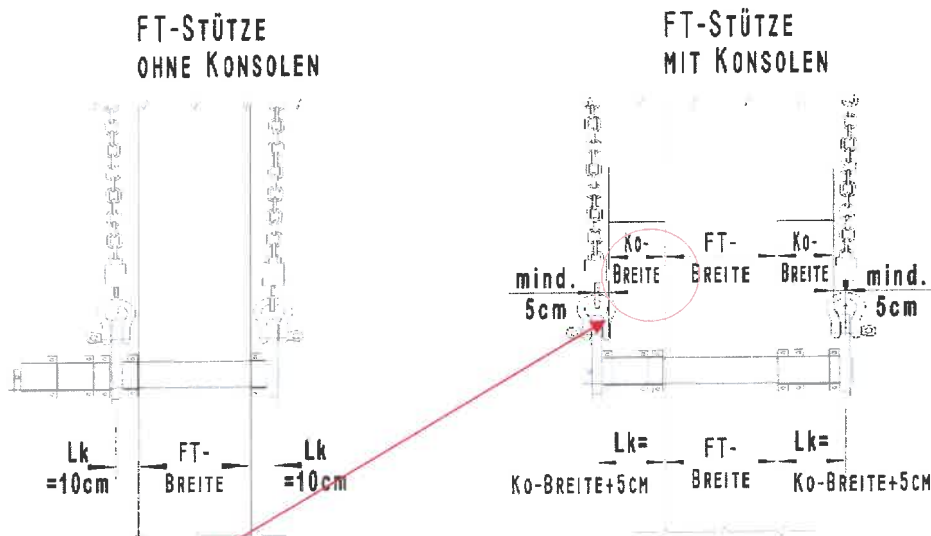 FT-STÜTZE
OHNE KONSOLEN
FT-STÜTZE
MIT KONSOLEN
Ko-
BREITE
FT-
BREITE
Ko-
BREITE
mind.
5cm
mind.
5cm
Lk
=10cm
FT-
BREITE
Lk
=10cm
Lk=
Ko-BREITE+5CM
FT-
BREITE
Lk=
Ko-BREITE+5CM